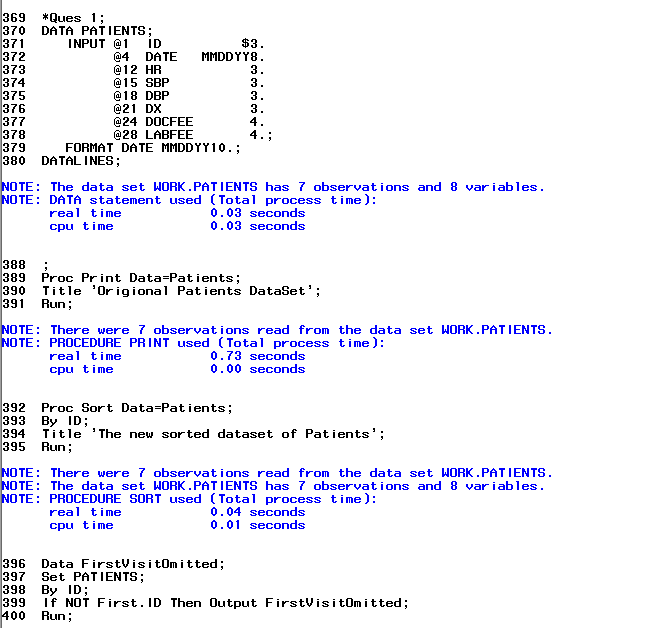 369 *Ques 1;
370 DATA PATIENTS;
371 INPUT @1 ID $3.
372 @4 DATE MMDDYY8.
373 @12 HR 3.
374 @15 SBP 3.
375 @18 DBP 3.
376 @21 DX 3.
377 @24 DOCFEE 4.
378 @28 LABFEE 4.;
379 FORMAT DATE MMDDYY10.;
380 DATALINES;
NOTE: The data set WORK.PATIENTS has 7 observations and 8 variables.
NOTE: DATA statement used (Total process time):
real time 0.03 seconds
cpu time 0.03 seconds
388 ;
389 Proc Print Data=Patients;
390 Title 'Origional Patients DataSet';
391 Run;
NOTE: There were 7 observations read from the data set WORK.PATIENTS.
NOTE: PROCEDURE PRINT used (Total process time):
real time 0.73 seconds
cpu time 0.00 seconds
392 Proc Sort Data=Patients;
393 By ID;
394 Title 'The new sorted dataset of Patients';
395 Run;
NOTE: There were 7 observations read from the data set WORK.PATIENTS.
NOTE: The data set WORK.PATIENTS has 7 observations and 8 variables.
NOTE: PROCEDURE SORT used (Total process time):
real time 0.04 seconds
cpu time 0.01 seconds
396 Data FirstVisitOmitted;
397 Set PATIENTS;
398 By ID;
399 If NOT First.ID Then Output FirstVisitOmitted;
400 Run;